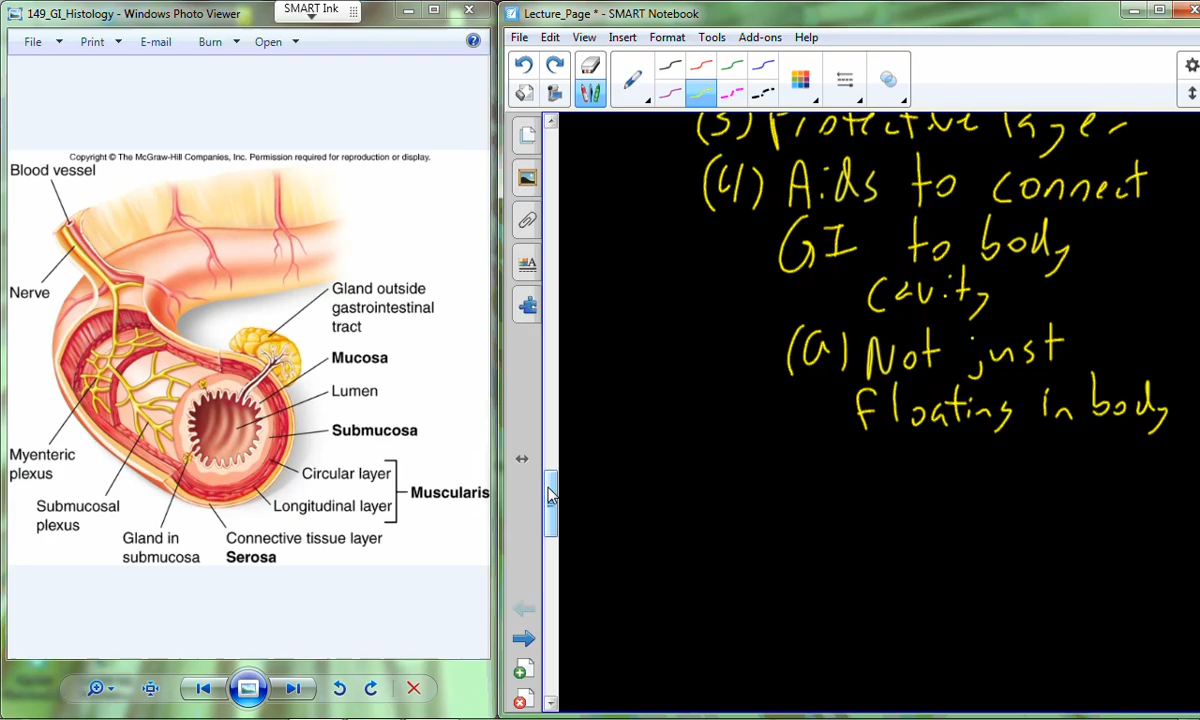 149_GI_Histology - Windows Photo Viewer
SMART Ink
File Print E-mail Burn Open
Copyright © The McGraw-Hill Companies, Inc. Permission required for reproduction or display.
Blood vessel
Nerve
Gland outside
gastrointestinal
tract
Mucosa
Lumen
Submucosa
Circular layer
Muscularis
Longitudinal layer
Myenteric
plexus
Submucosal
plexus
Gland in
submucosa
Connective tissue layer
Serosa
Lecture_Page * - SMART Notebook
File Edit View Insert Format Tools Add-ons Help
(3) Protective layer
(4) Aids to connect
GI to body
cavity
(a) Not just
floating in body